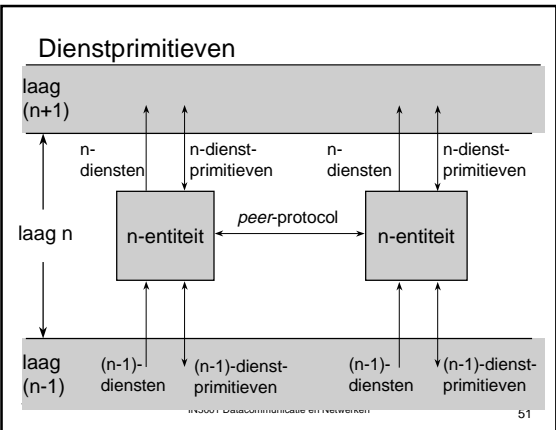 Dienstprimitieven
laag
(n+1)
n-
diensten
n-dienst-
primitieven
n-
diensten
n-dienst-
primitieven
peer-protocol
laag n
n-entiteit
n-entiteit
laag
(n-1)
(n-1)-
diensten
(n-1)-dienst-
primitieven
(n-1)-
diensten
(n-1)-dienst-
primitieven
Datacommunicatie en Netwerken
51